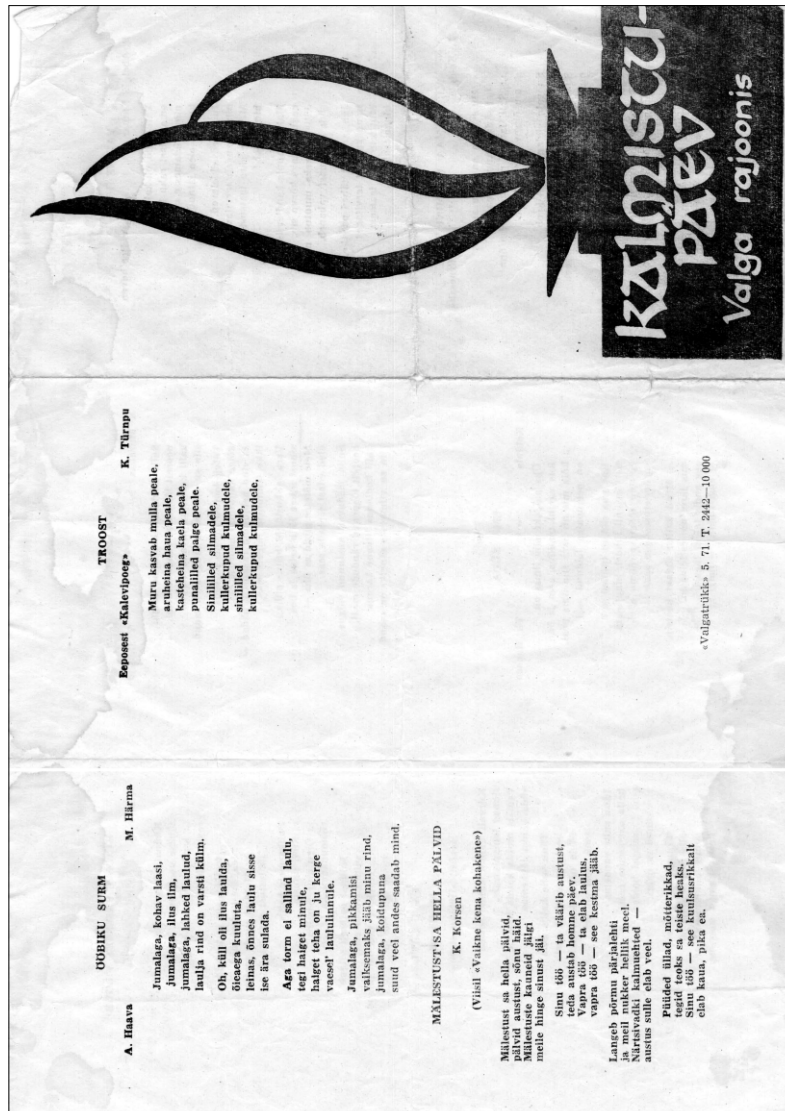 ÖÖBIKU SURM
A. Haava M. Härma
Jumalaga, kohav laasi,
jumalaga, ilus ilm,
jumalaga, lahked laulud,
laulja rind on varsti külm.
Oh, küll oli ilus laulda,
õieaega kuuluta,
leinas, õnnes laulu sisse
ise ära sulada.
Aga torm ei sallind laulu,
tegi haiget minule,
haiget teha on ju kerge
vaesel' laululinnule.
Jumalaga, pikkamisi
vaiksemaks jääb minu rind,
jumalaga, koidupuna
suud veel andes saadab mind.
MÄLESTUST SA HELLA PÄLVID
K. Korsen
(Viisil «Vaikne kena kohakene»)
Mälestust sa hella pälvid,
pälvid austust, sõnu häid.
Mälestuste kauneid jälgi
meile hinge sinust jäi.
Sinu töö — ta väärib austust,
teda austab homne päev.
Vapra töö — ta elab laulus,
vapra töö — see kestma jääb.
Langeb põrmu pärjalehti
ja meil nukker hellik meel.
Närtsivadki kalmuehted —
austus sulle elab veel.
Püüded üllad, mõtterikkad,
tegid teoks sa teiste heaks.
Sinu töö — see kuulsusrikkalt
elab kaua, pika ea.
TROOST
Eeposest «Kalevipoeg» K. Türnpu
Muru kasvab mulla peale,
aruheina haua peale,
kasteheina kaela peale,
punalilled palge peale.
Sinililled silmadele,
kullerkupud kulmudele,
sinililled silmadele,
kullerkupud kulmudele.
«Valgatrükk» 5. 71. T. 2442—10 000
KALMISTU-
PÄEV
Valga rajoonis